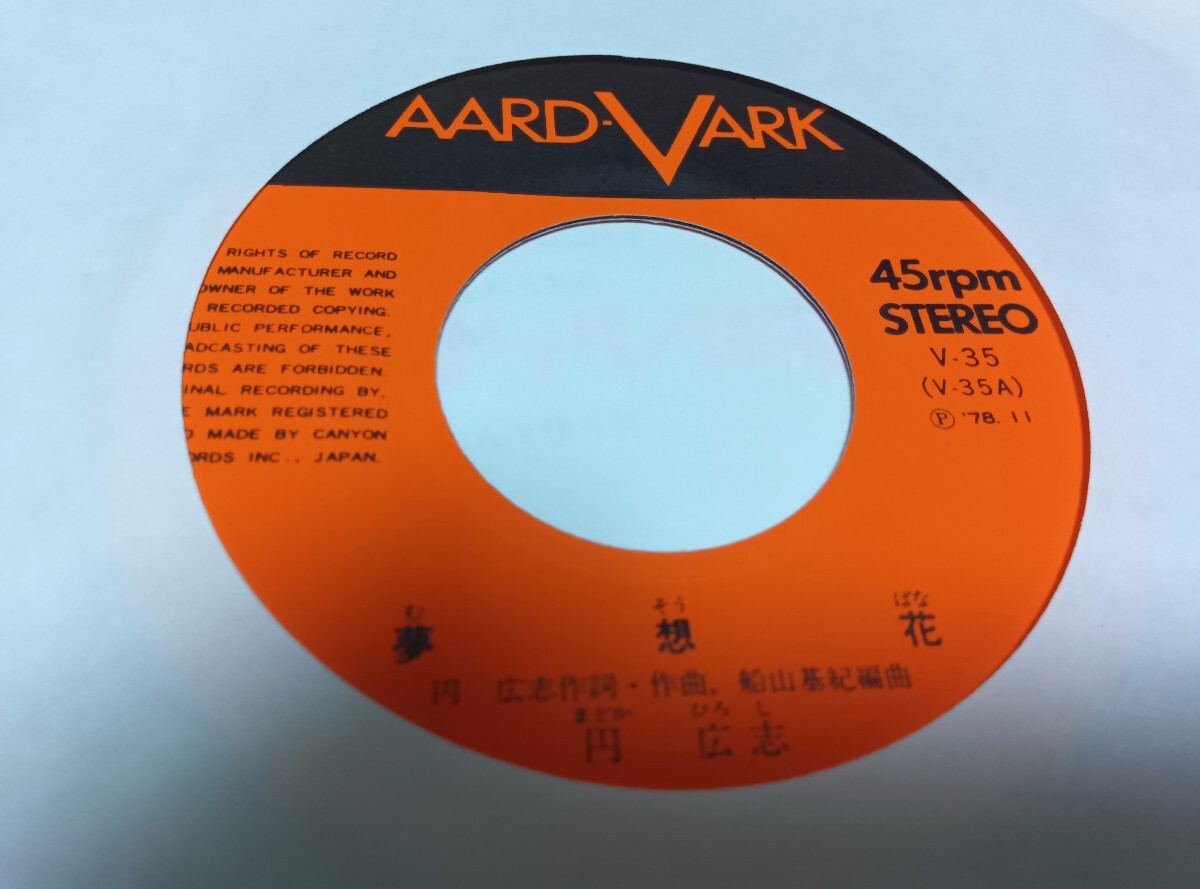 AARD-VARK
RIGHTS OF RECORD
MANUFACTURER AND
OWNER OF THE WORK
RECORDED COPYING.
UBLIC PERFORMANCE,
ADCASTING OF THESE
RDS ARE FORBIDDEN
INAL RECORDING BY.
E MARK REGISTERED
D MADE BY CANYON
ORDS INC., JAPAN.
45rpm
STEREO
V-35
(V-35A)
Ⓟ '78. 11
む そう ばな
夢 想 花
円 広志作詞・作曲, 船山基紀編曲
まどか ひろ し
円 広志